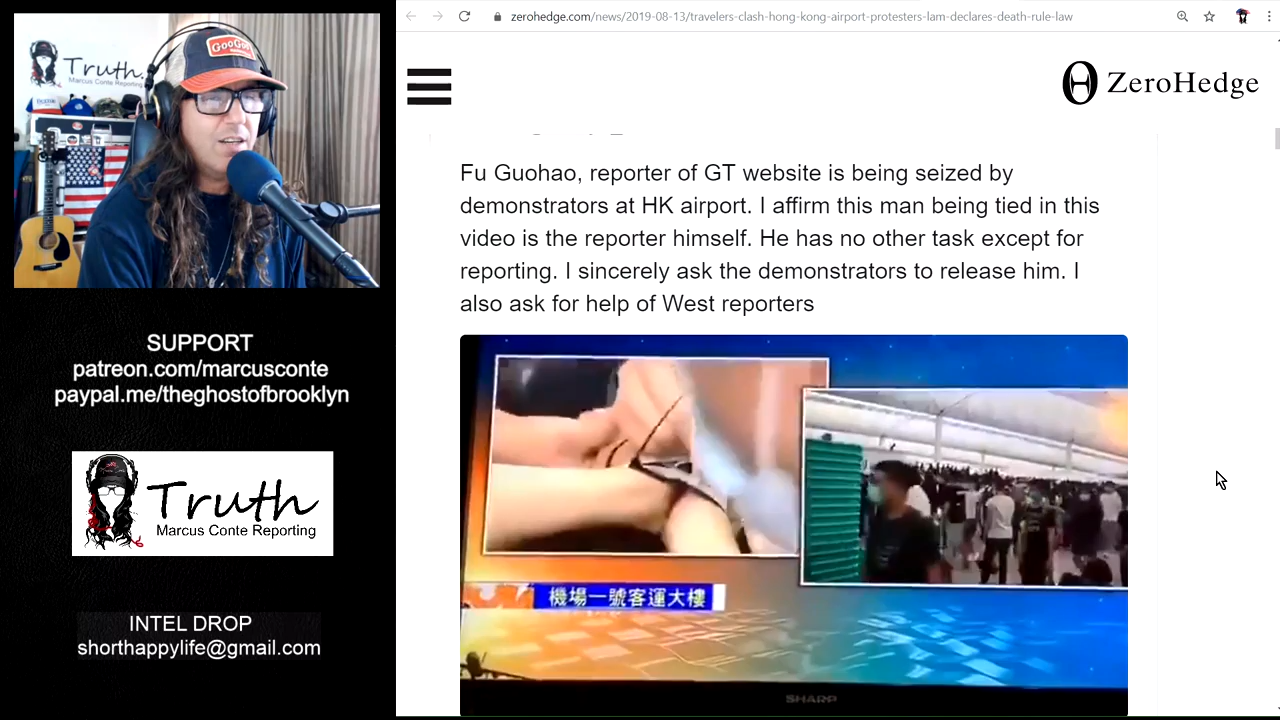 zerohedge.com/news/2019-08-13/travelers-clash-hong-kong-airport-protesters-lam-declares-death-rule-law
Truth.
Marcus Conte Reporting
GooGoo
ZeroHedge
Fu Guohao, reporter of GT website is being seized by
demonstrators at HK airport. I affirm this man being tied in this
video is the reporter himself. He has no other task except for
reporting. I sincerely ask the demonstrators to release him. I
also ask for help of West reporters
機場一號客運大樓
SHARP
SUPPORT
patreon.com/marcusconte
paypal.me/theghostofbrooklyn
Truth
Marcus Conte Reporting
INTEL DROP
shorthappylife@gmail.com